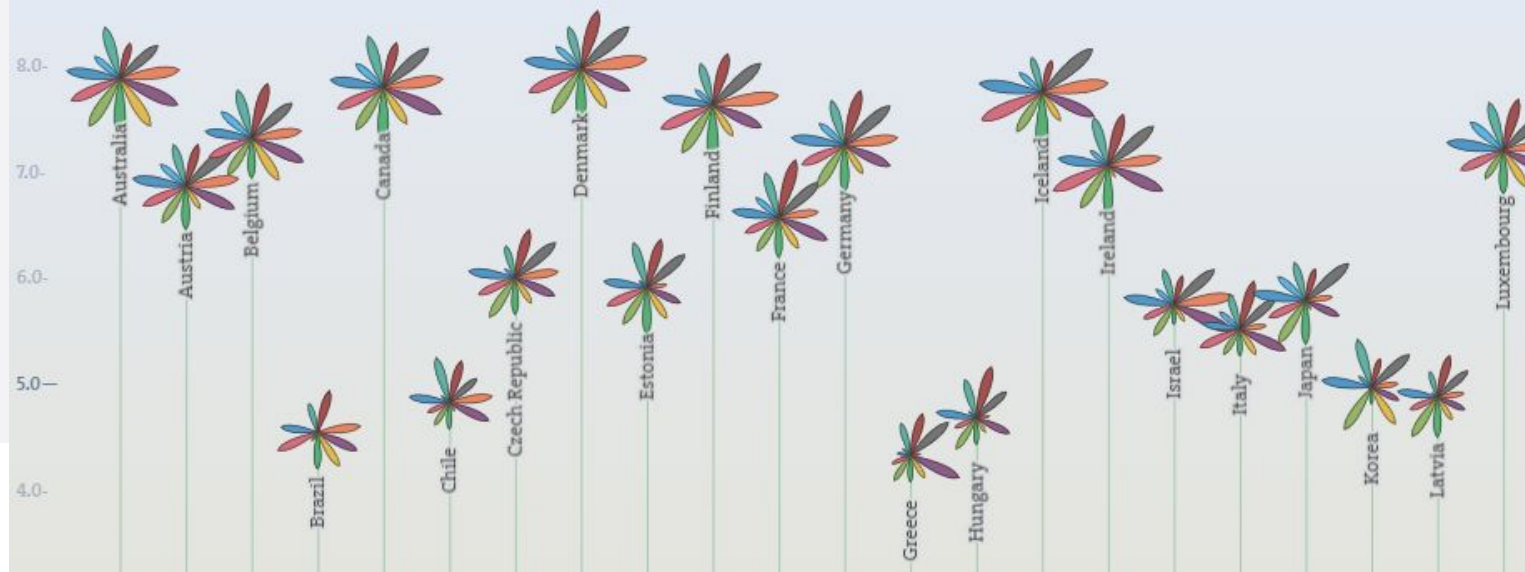 8.0-
7.0-
6.0-
5.0—
4.0-
Australia
Austria
Belgium
Brazil
Canada
Chile
Czech Republic
Denmark
Estonia
Finland
France
Germany
Greece
Hungary
Iceland
Ireland
Israel
Italy
Japan
Korea
Latvia
Luxembourg